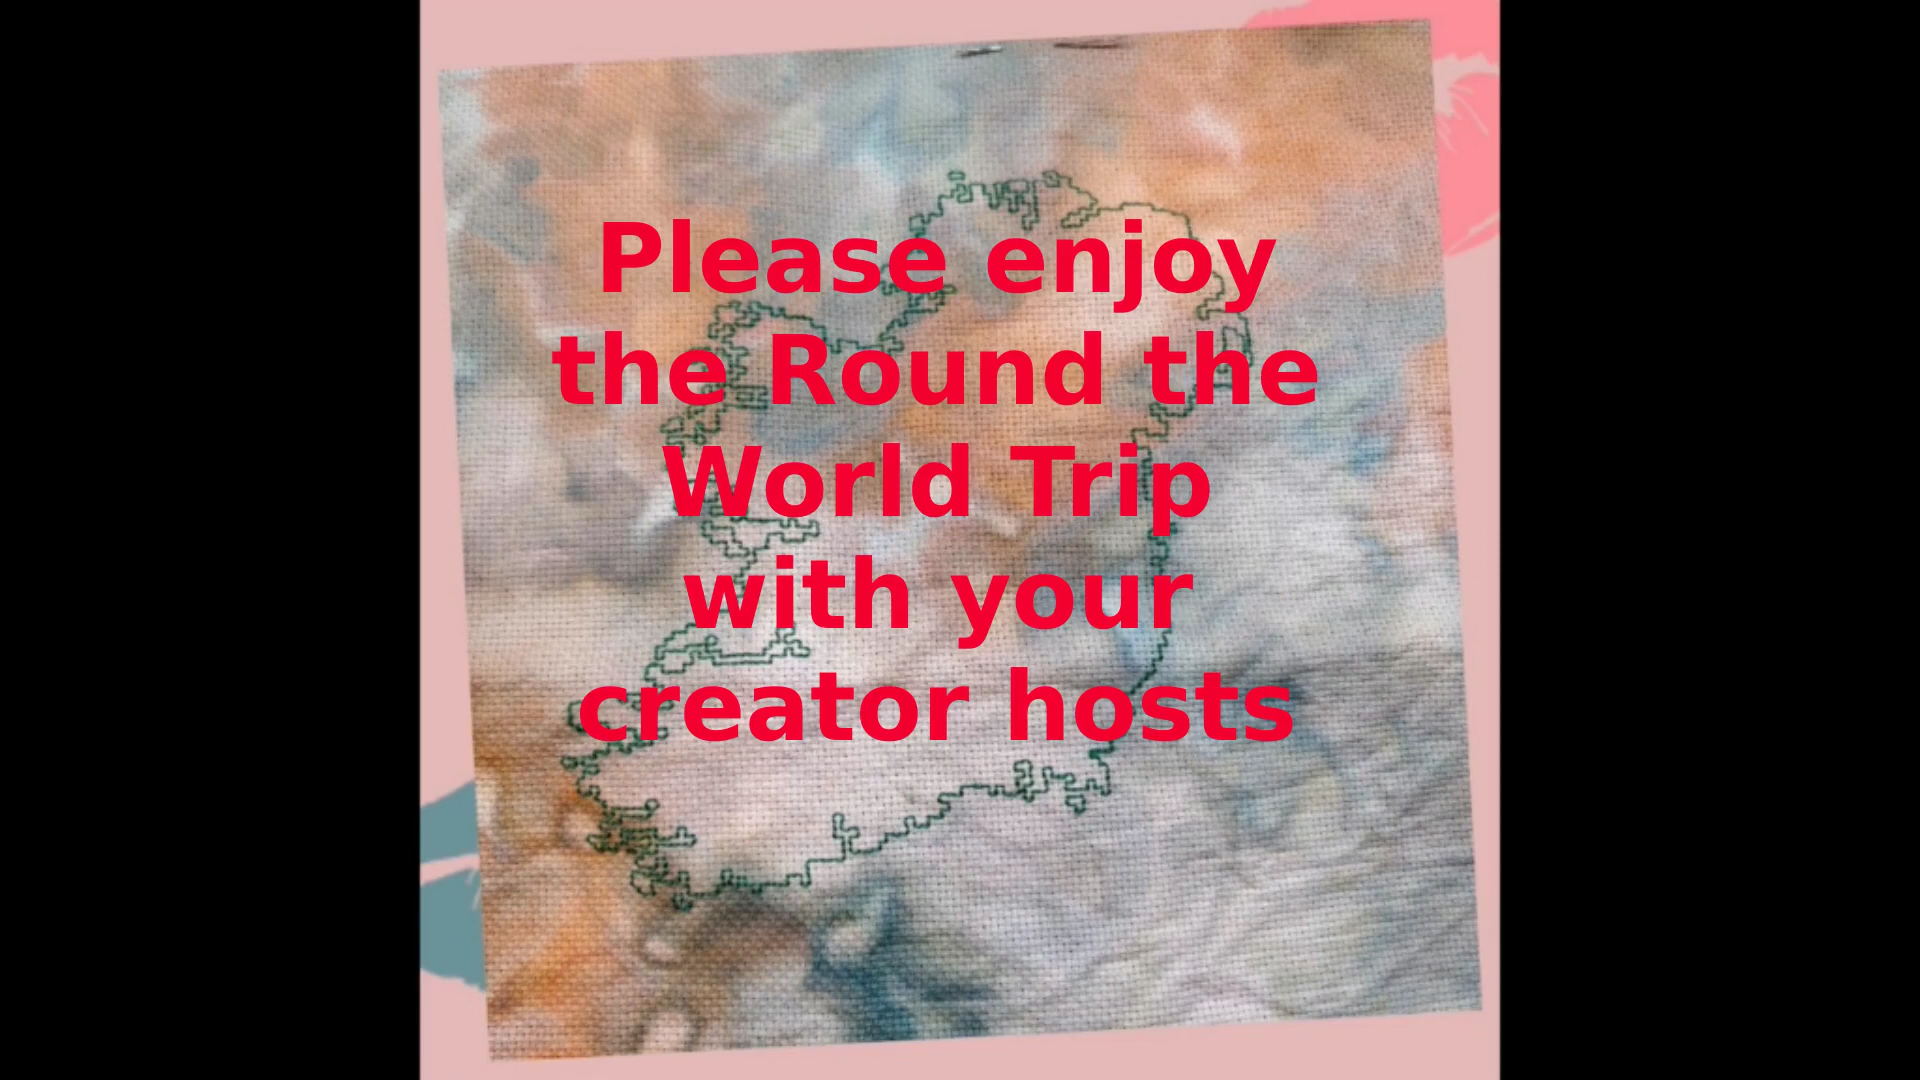 Please enjoy
the Round the
World Trip
with your
creator hosts